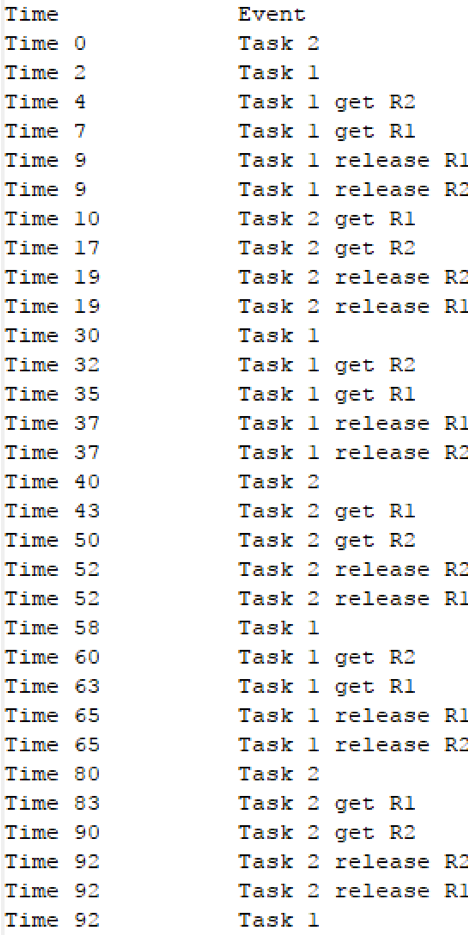 Time Event
Time 0 Task 2
Time 2 Task 1
Time 4 Task 1 get R2
Time 7 Task 1 get R1
Time 9 Task 1 release R1
Time 9 Task 1 release R2
Time 10 Task 2 get R1
Time 17 Task 2 get R2
Time 19 Task 2 release R2
Time 19 Task 2 release R1
Time 30 Task 1
Time 32 Task 1 get R2
Time 35 Task 1 get R1
Time 37 Task 1 release R1
Time 37 Task 1 release R2
Time 40 Task 2
Time 43 Task 2 get R1
Time 50 Task 2 get R2
Time 52 Task 2 release R2
Time 52 Task 2 release R1
Time 58 Task 1
Time 60 Task 1 get R2
Time 63 Task 1 get R1
Time 65 Task 1 release R1
Time 65 Task 1 release R2
Time 80 Task 2
Time 83 Task 2 get R1
Time 90 Task 2 get R2
Time 92 Task 2 release R2
Time 92 Task 2 release R1
Time 92 Task 1